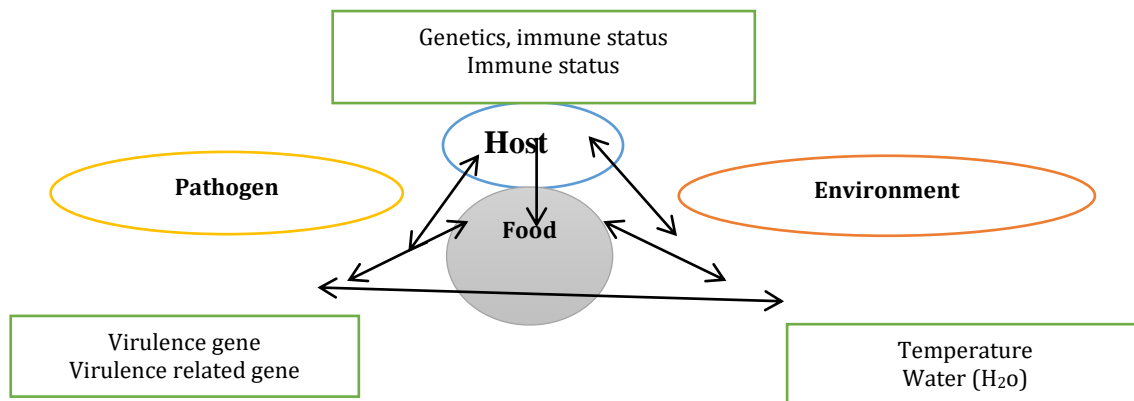 Genetics, immune status
Immune status
Host
Pathogen
Environment
Food
Virulence gene
Virulence related gene
Temperature
Water (H₂o)